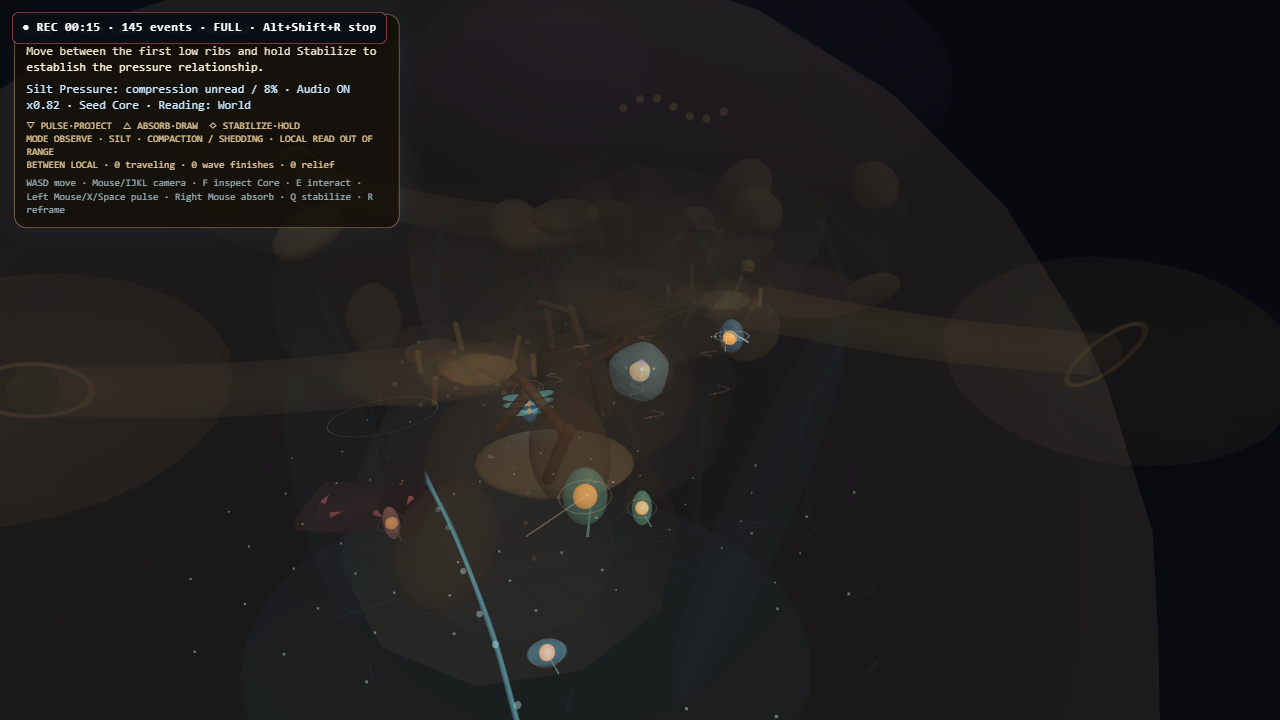 ● REC 00:15 · 145 events · FULL · Alt+Shift+R stop
Move between the first low ribs and hold Stabilize to
establish the pressure relationship.
Silt Pressure: compression unread / 8% · Audio ON
x0.82 · Seed Core · Reading: World
▽ PULSE·PROJECT △ ABSORB·DRAW ◇ STABILIZE·HOLD
MODE OBSERVE · SILT · COMPACTION / SHEDDING · LOCAL READ OUT OF
RANGE
BETWEEN LOCAL · 0 traveling · 0 wave finishes · 0 relief
WASD move · Mouse/IJKL camera · F inspect Core · E interact ·
Left Mouse/X/Space pulse · Right Mouse absorb · Q stabilize · R
reframe